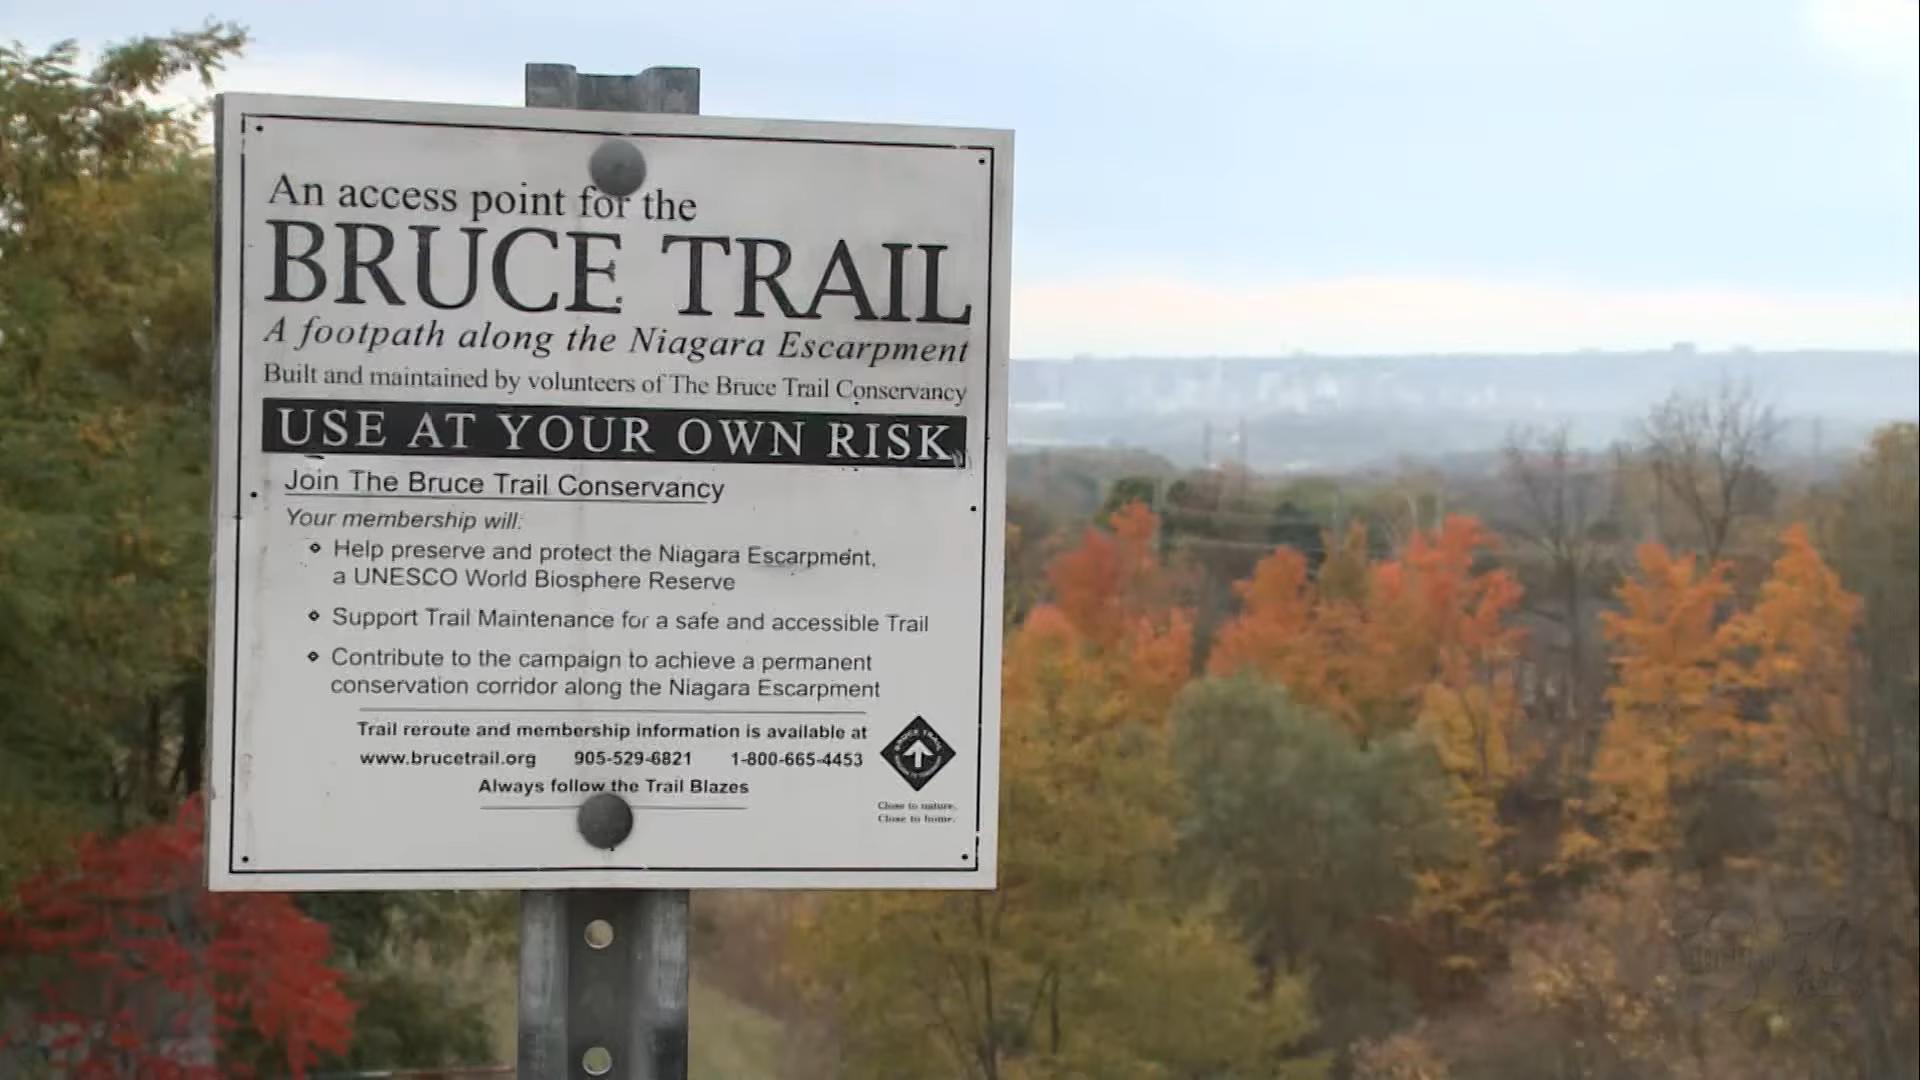 An access point for the
BRUCE TRAIL
A footpath along the Niagara Escarpment
Built and maintained by volunteers of The Bruce Trail Conservancy
USE AT YOUR OWN RISK
Join The Bruce Trail Conservancy
Your membership will:
Help preserve and protect the Niagara Escarpment,
a UNESCO World Biosphere Reserve
Support Trail Maintenance for a safe and accessible Trail
Contribute to the campaign to achieve a permanent
conservation corridor along the Niagara Escarpment
Trail reroute and membership information is available at
www.brucetrail.org 905-529-6821 1-800-665-4453
Always follow the Trail Blazes
BRUCE TRAIL
Close to nature.
Close to home.